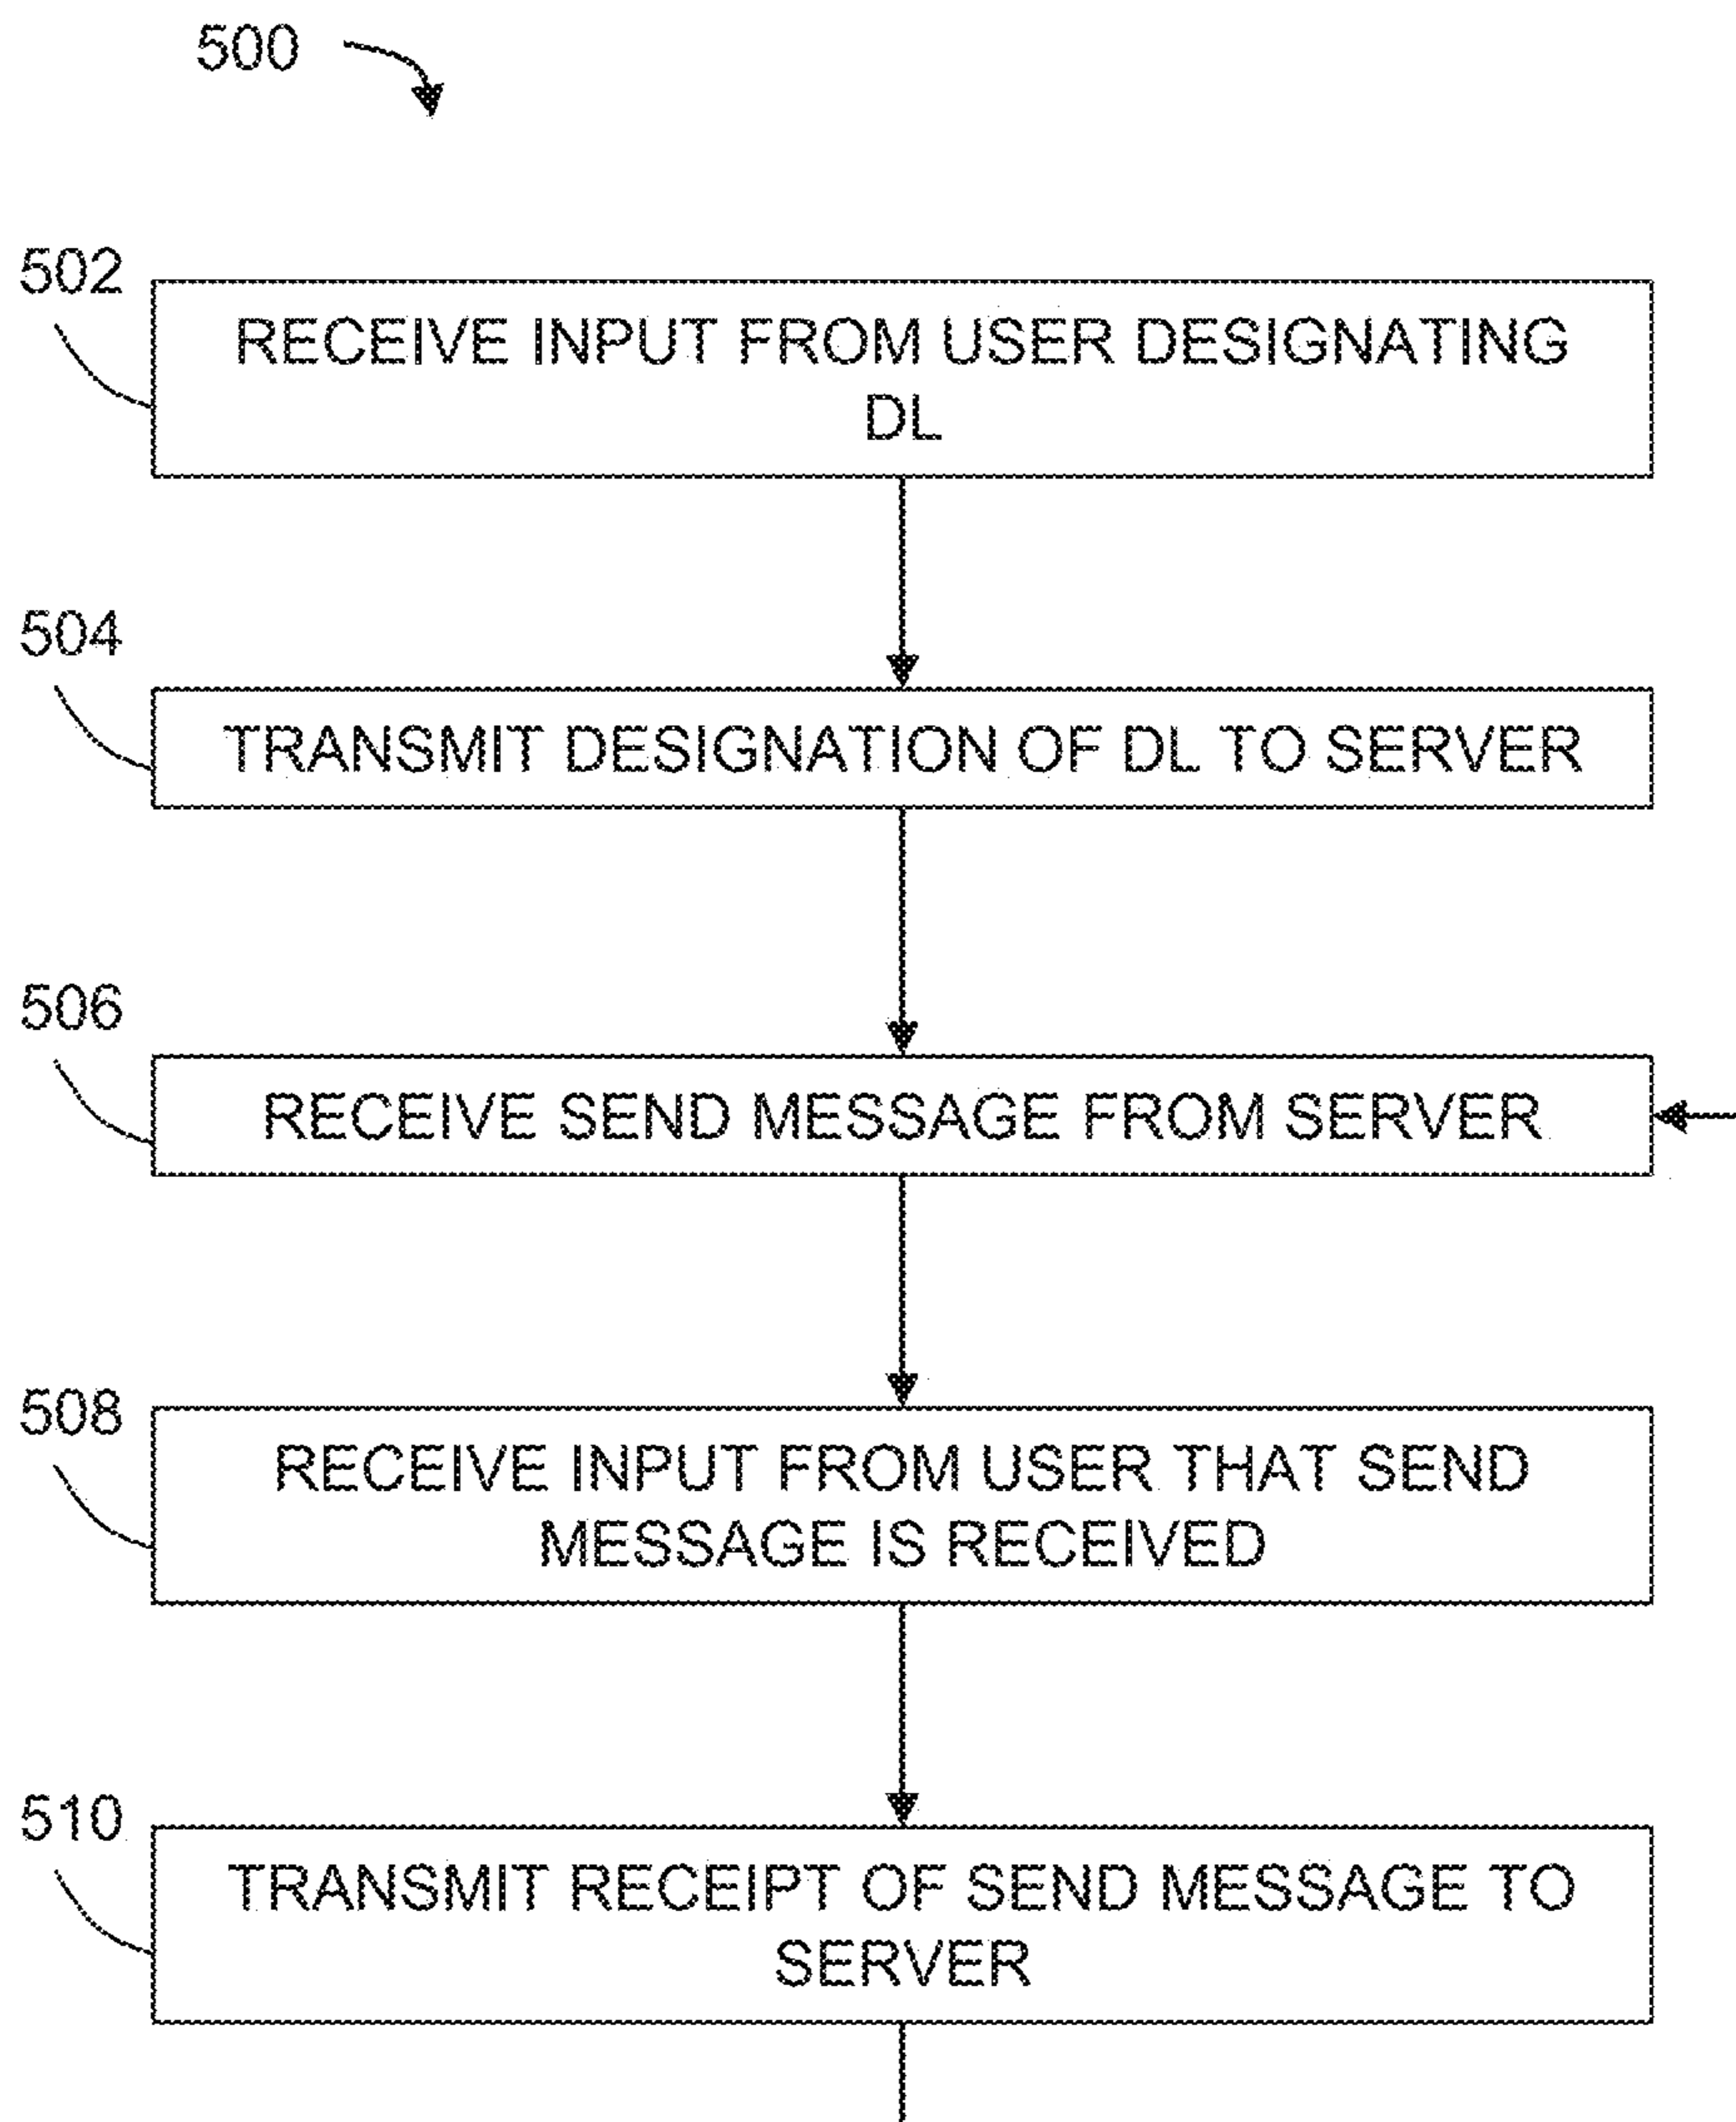 500
502
RECEIVE INPUT FROM USER DESIGNATING
DL
504
TRANSMIT DESIGNATION OF DL TO SERVER
506
RECEIVE SEND MESSAGE FROM SERVER
508
RECEIVE INPUT FROM USER THAT SEND
MESSAGE IS RECEIVED
510
TRANSMIT RECEIPT OF SEND MESSAGE TO
SERVER